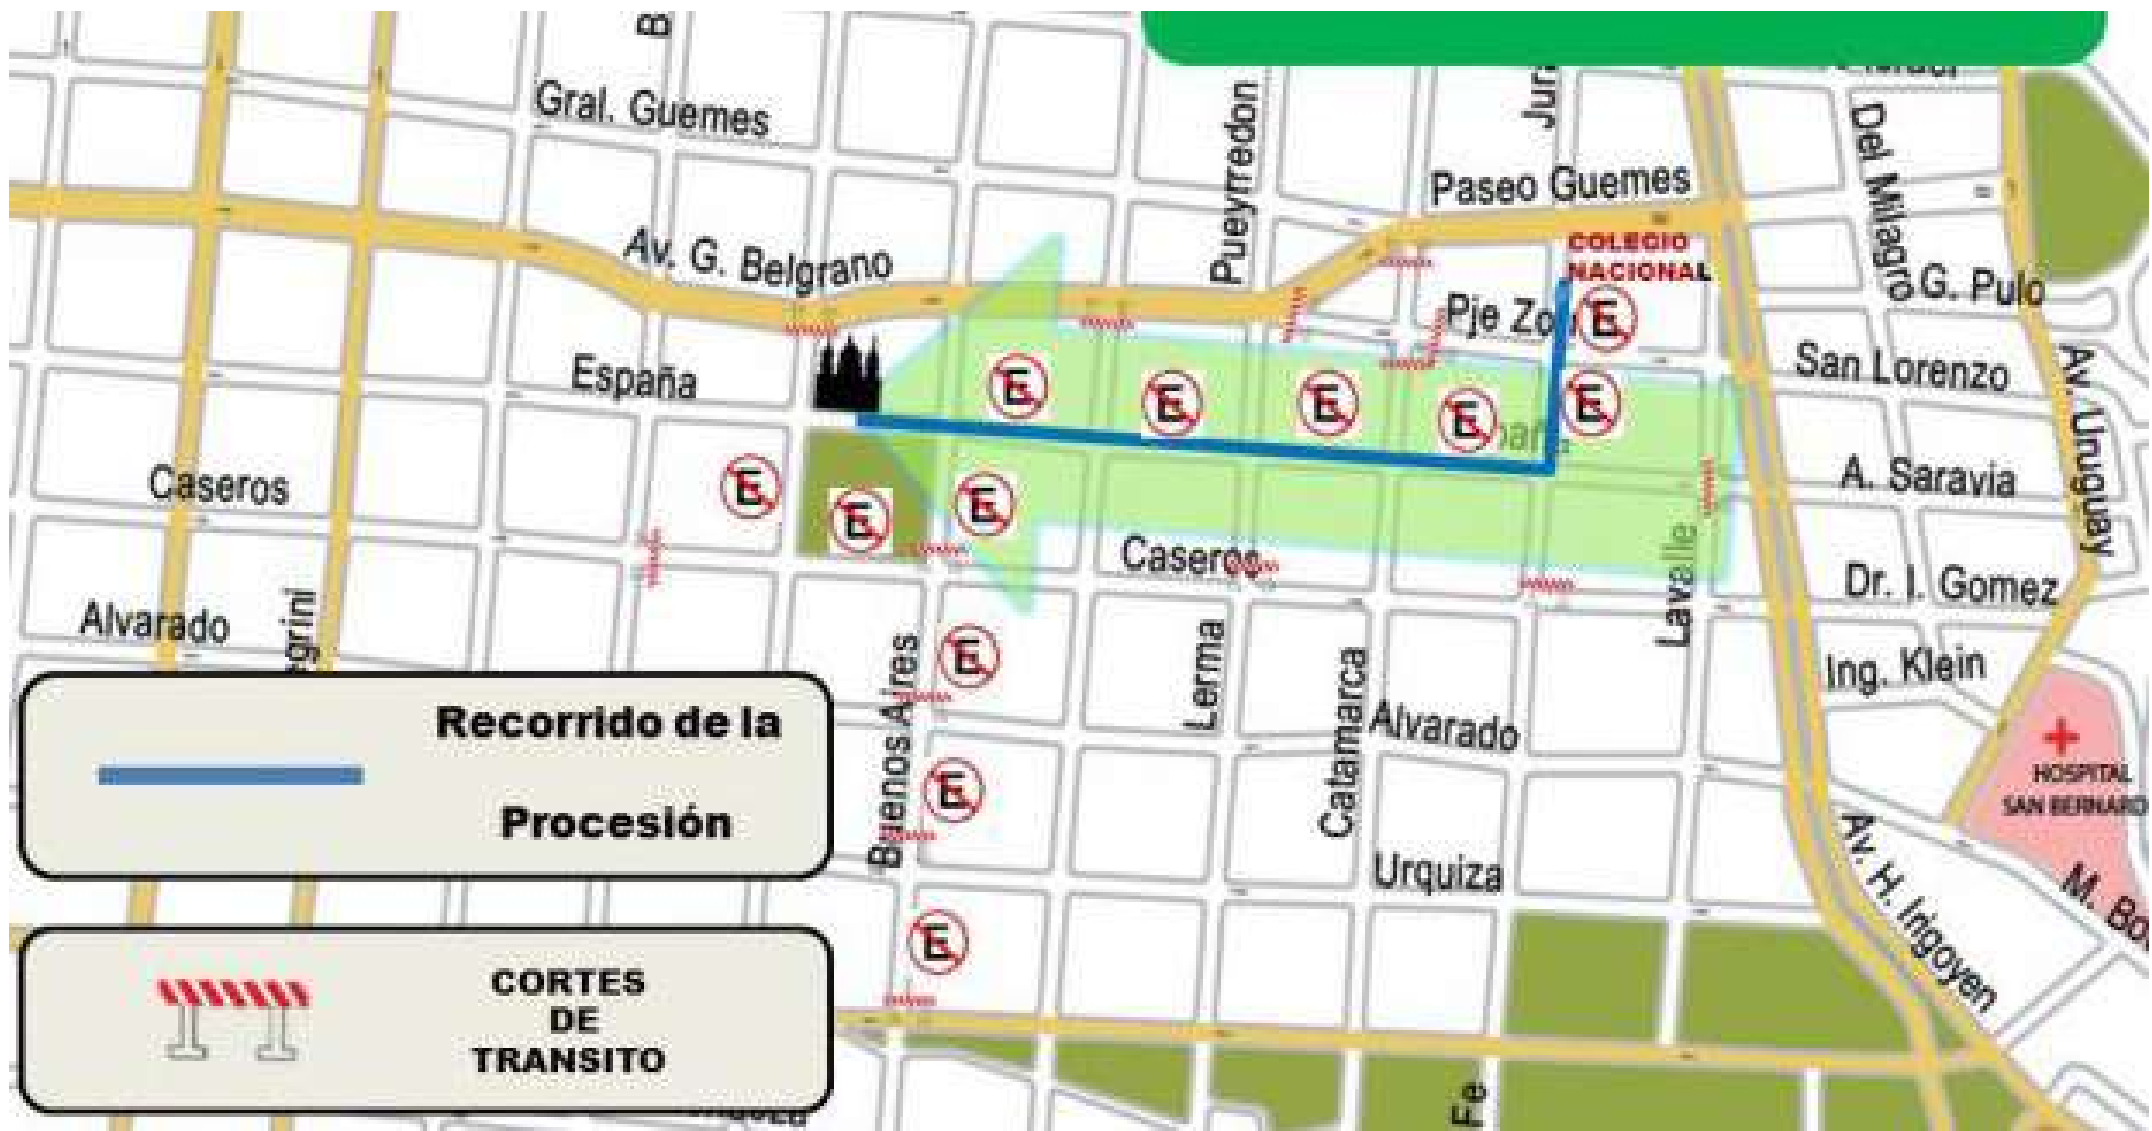 Gral. Guemes
Pueyrredon
Del Milagro
Paseo Guemes
Av. G. Belgrano
COLEGIO
NACIONAL
G. Pulo
Pje
San Lorenzo
España
Av. Uruguay
E
E
E
E
E
E
A. Saravia
Caseros
E
E
E
Caseros
Lavalle
Dr. I. Gomez
Alvarado
Buenos Aires
Lerma
Catamarca
E
Ing. Klein
Alvarado
HOSPITAL
SAN BERNARDO
E
Urquiza
Av. H. Irigoyen
E
M.
Fe
Recorrido de la
Procesión
CORTES
DE
TRANSITO